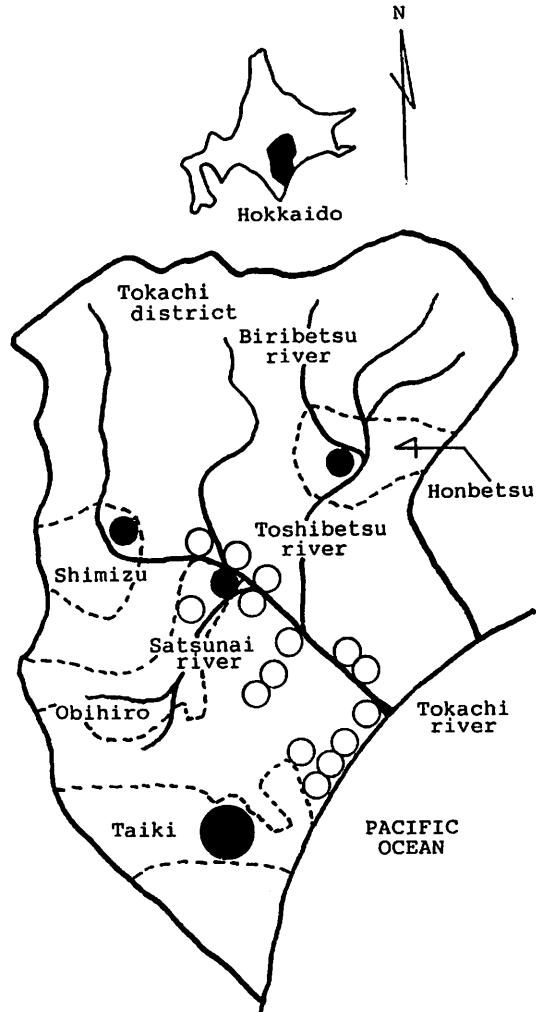 N
Hokkaido
Tokachi
district
Biribetsu
river
Honbetsu
Toshibetsu
river
Shimizu
Satsunai
river
Obihiro
Tokachi
river
Taiki
PACIFIC
OCEAN